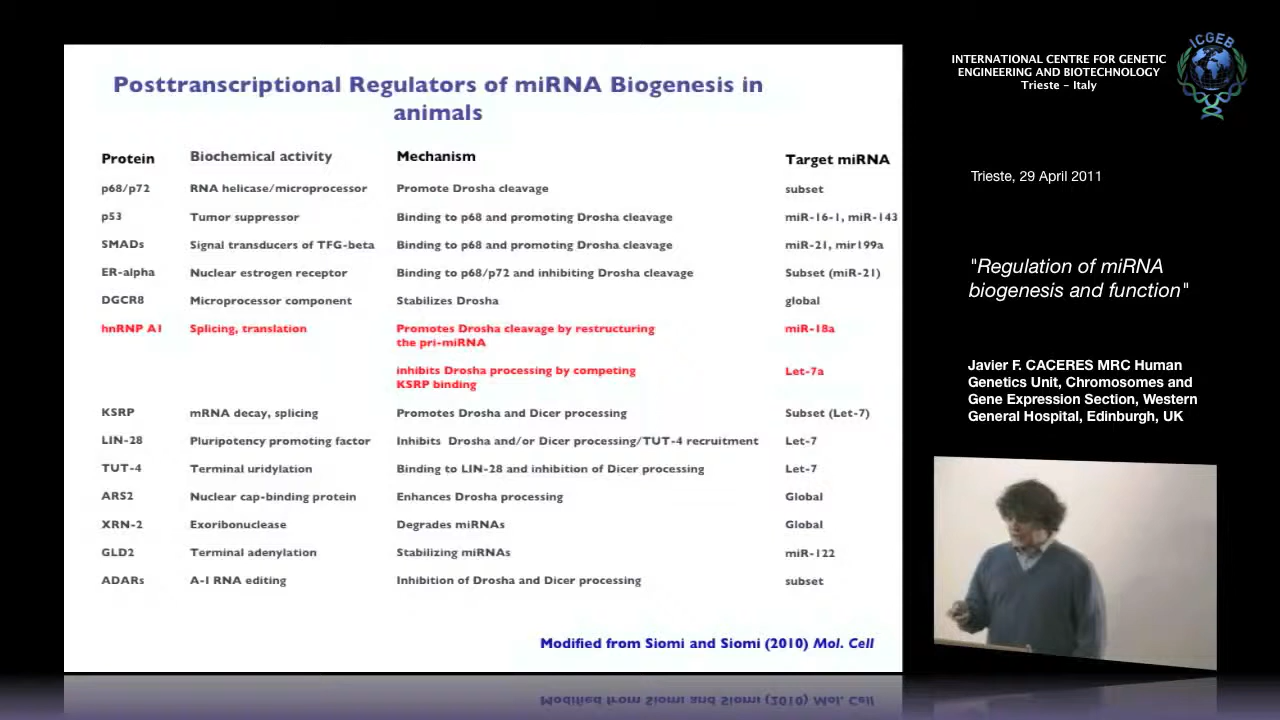 Posttranscriptional Regulators of miRNA Biogenesis in
animals
Protein Biochemical activity Mechanism Target miRNA
p68/p72 RNA helicase/microprocessor Promote Drosha cleavage subset
p53 Tumor suppressor Binding to p68 and promoting Drosha cleavage miR-16-1, miR-143
SMADs Signal transducers of TFG-beta Binding to p68 and promoting Drosha cleavage miR-21, mir199a
ER-alpha Nuclear estrogen receptor Binding to p68/p72 and inhibiting Drosha cleavage Subset (miR-21)
DGCR8 Microprocessor component Stabilizes Drosha global
hnRNP A1 Splicing, translation Promotes Drosha cleavage by restructuring miR-18a
the pri-miRNA
inhibits Drosha processing by competing Let-7a
KSRP binding
KSRP mRNA decay, splicing Promotes Drosha and Dicer processing Subset (Let-7)
LIN-28 Pluripotency promoting factor Inhibits Drosha and/or Dicer processing/TUT-4 recruitment Let-7
TUT-4 Terminal uridylation Binding to LIN-28 and inhibition of Dicer processing Let-7
ARS2 Nuclear cap-binding protein Enhances Drosha processing Global
XRN-2 Exoribonuclease Degrades miRNAs Global
GLD2 Terminal adenylation Stabilizing miRNAs miR-122
ADARs A-I RNA editing Inhibition of Drosha and Dicer processing subset
Modified from Siomi and Siomi (2010) Mol. Cell
INTERNATIONAL CENTRE FOR GENETIC
ENGINEERING AND BIOTECHNOLOGY
Trieste - Italy
ICGEB
Trieste, 29 April 2011
"Regulation of miRNA
biogenesis and function"
Javier F. CACERES MRC Human
Genetics Unit, Chromosomes and
Gene Expression Section, Western
General Hospital, Edinburgh, UK